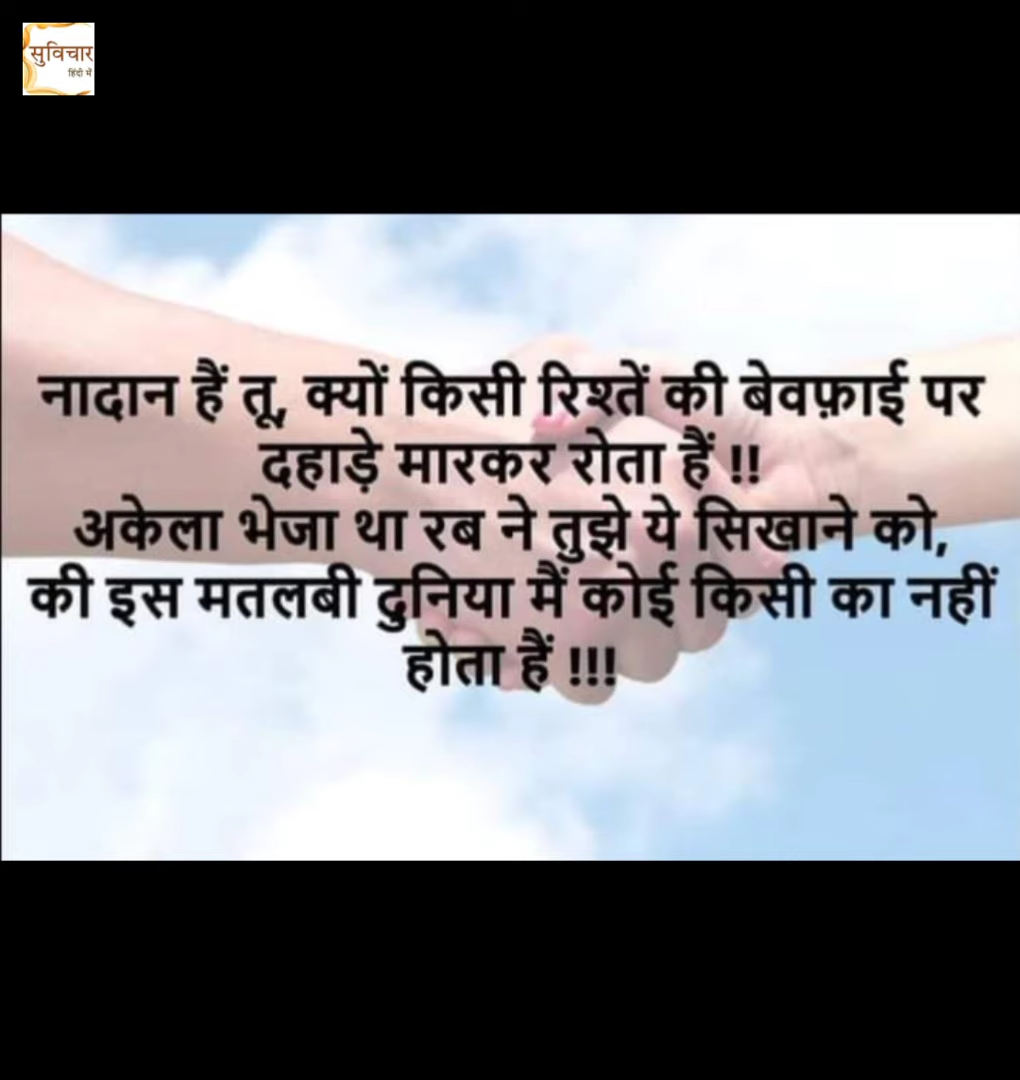 सुविचार
हिंदी में
नादान हैं तू, क्यों किसी रिश्तें की बेवफ़ाई पर
दहाड़े मारकर रोता हैं !!
अकेला भेजा था रब ने तुझे ये सिखाने को,
की इस मतलबी दुनिया मैं कोई किसी का नहीं
होता हैं !!!